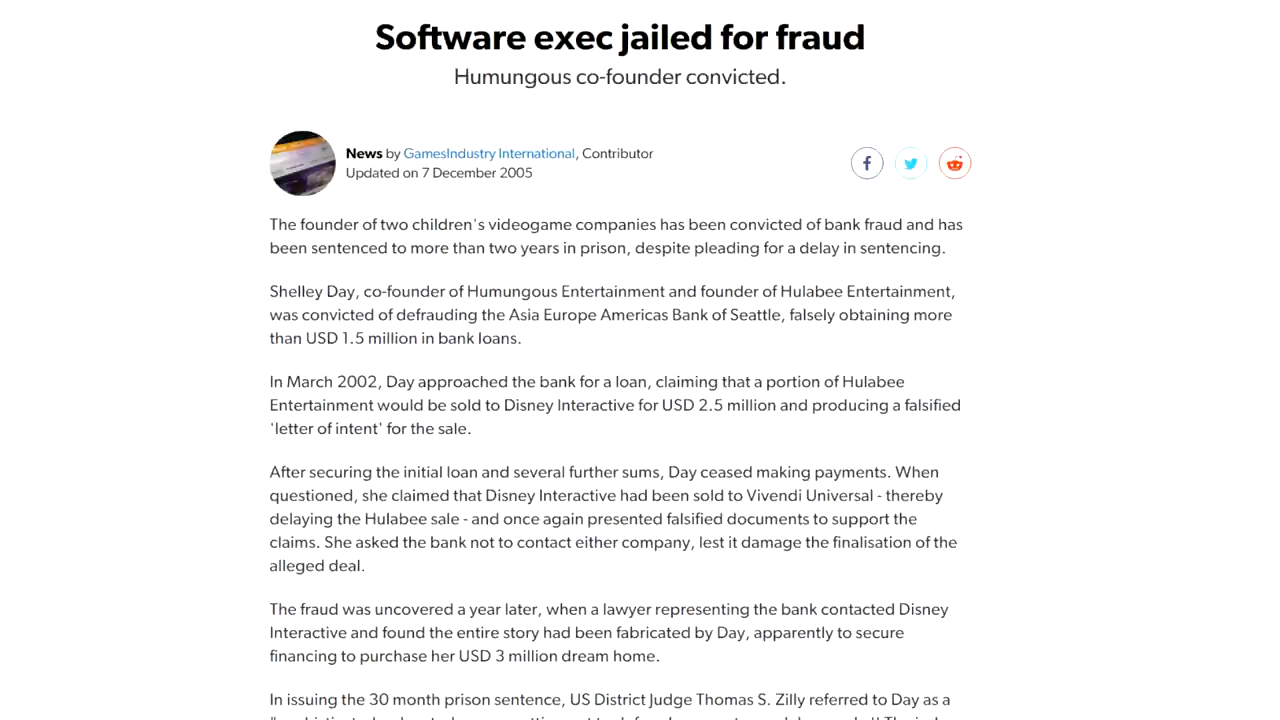 Software exec jailed for fraud
Humungous co-founder convicted.
News by GamesIndustry International, Contributor
Updated on 7 December 2005
The founder of two children's videogame companies has been convicted of bank fraud and has
been sentenced to more than two years in prison, despite pleading for a delay in sentencing.
Shelley Day, co-founder of Humungous Entertainment and founder of Hulabee Entertainment,
was convicted of defrauding the Asia Europe Americas Bank of Seattle, falsely obtaining more
than USD 1.5 million in bank loans.
In March 2002, Day approached the bank for a loan, claiming that a portion of Hulabee
Entertainment would be sold to Disney Interactive for USD 2.5 million and producing a falsified
'letter of intent' for the sale.
After securing the initial loan and several further sums, Day ceased making payments. When
questioned, she claimed that Disney Interactive had been sold to Vivendi Universal - thereby
delaying the Hulabee sale - and once again presented falsified documents to support the
claims. She asked the bank not to contact either company, lest it damage the finalisation of the
alleged deal.
The fraud was uncovered a year later, when a lawyer representing the bank contacted Disney
Interactive and found the entire story had been fabricated by Day, apparently to secure
financing to purchase her USD 3 million dream home.
In issuing the 30 month prison sentence, US District Judge Thomas S. Zilly referred to Day as a